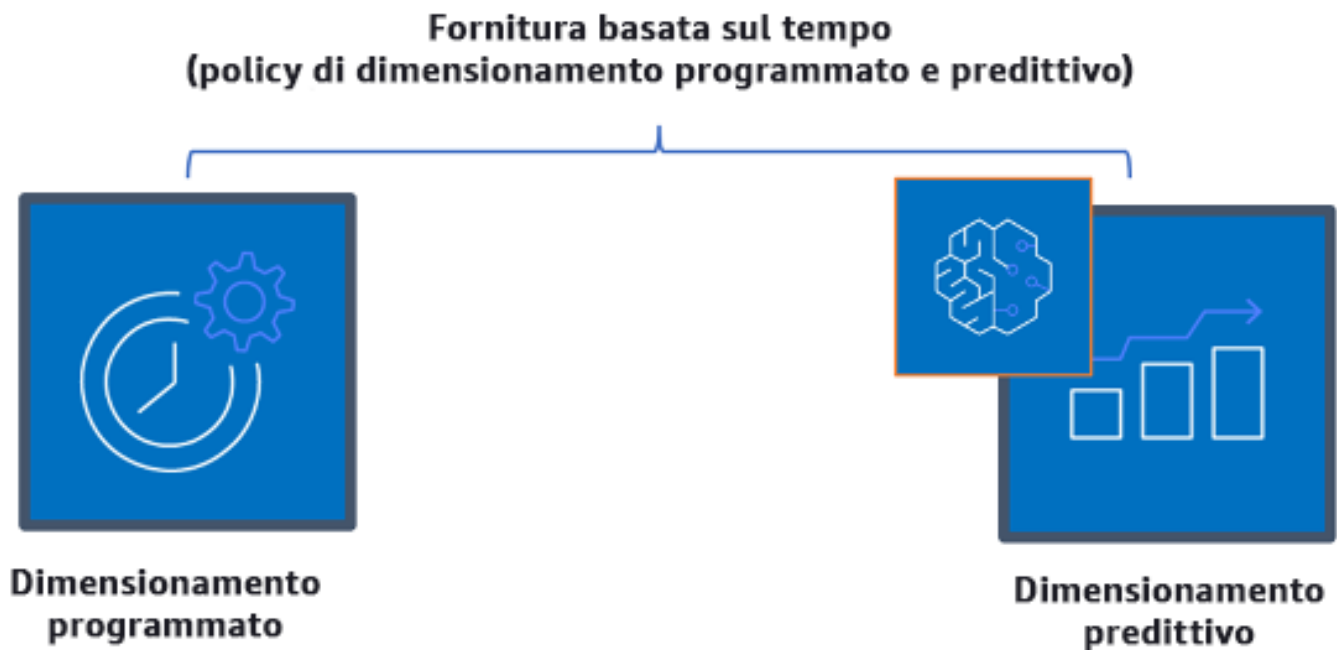 Fornitura basata sul tempo
(policy di dimensionamento programmato e predittivo)
Dimensionamento
programmato
Dimensionamento
predittivo